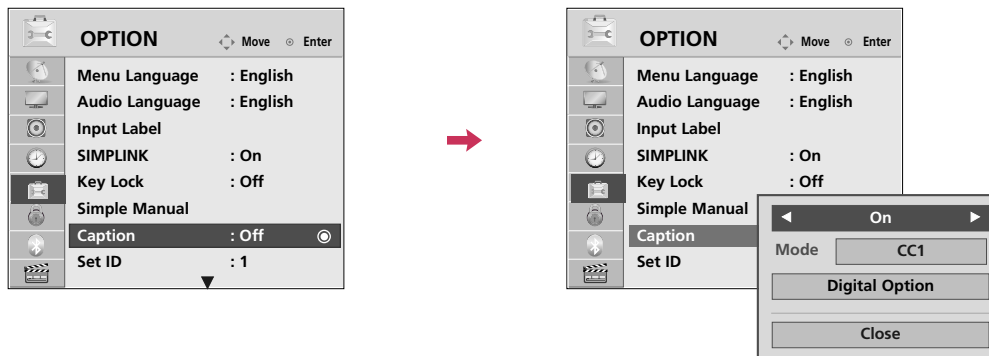 OPTION Move Enter
Menu Language : English
Audio Language : English
Input Label
SIMPLINK : On
Key Lock : Off
Simple Manual
Caption : Off
Set ID : 1
OPTION Move Enter
Menu Language : English
Audio Language : English
Input Label
SIMPLINK : On
Key Lock : Off
Simple Manual
Caption
Set ID
On
Mode CC1
Digital Option
Close